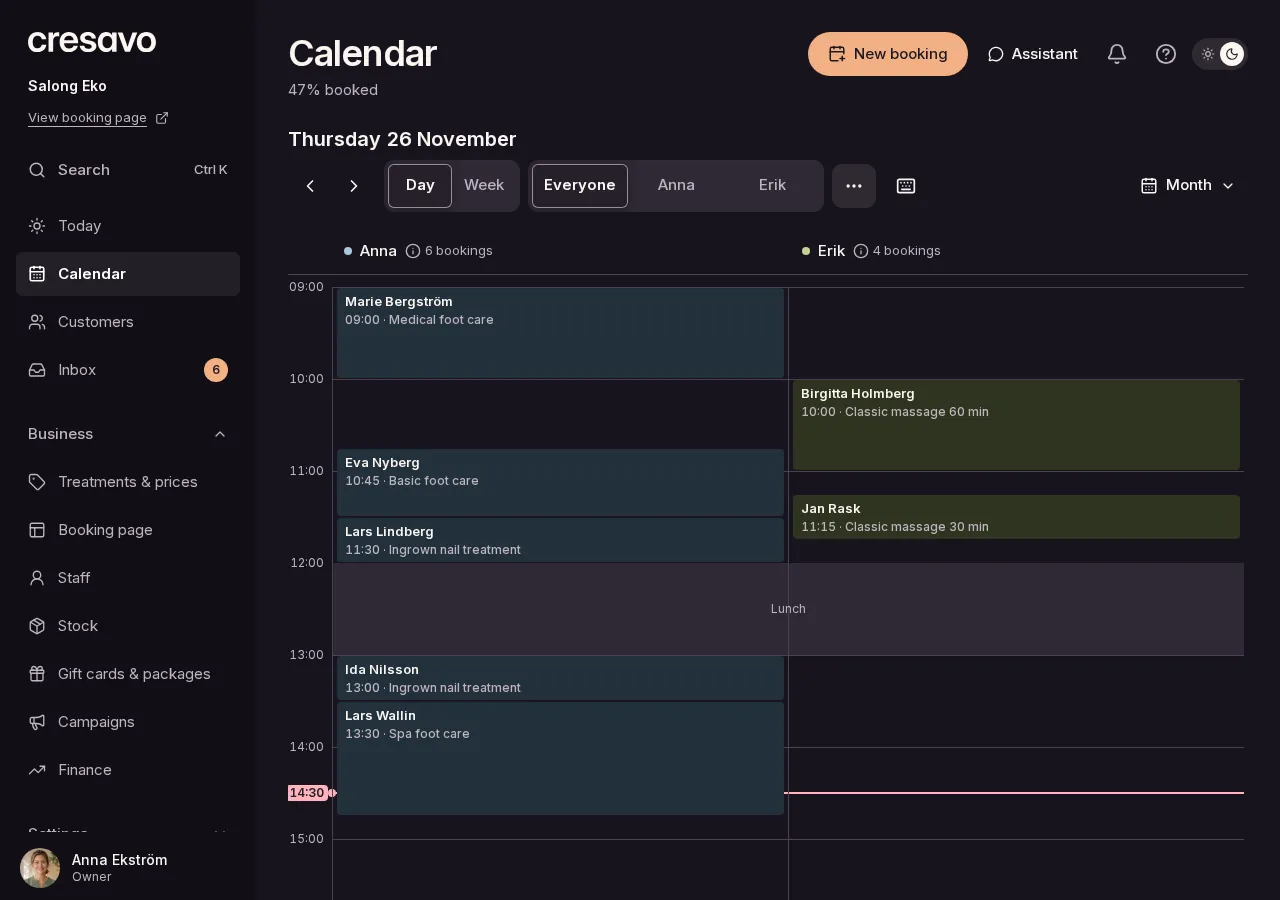 cresavo
Salong Eko
View booking page
Search Ctrl K
Today
Calendar
Customers
Inbox 6
Business
Treatments & prices
Booking page
Staff
Stock
Gift cards & packages
Campaigns
Finance
Settings
Anna Ekström
Owner
Calendar
47% booked
New booking
Assistant
Thursday 26 November
Day Week Everyone Anna Erik Month
Anna 6 bookings
Erik 4 bookings
09:00
Marie Bergström
09:00 · Medical foot care
10:00
Birgitta Holmberg
10:00 · Classic massage 60 min
Eva Nyberg
10:45 · Basic foot care
11:00
Jan Rask
11:15 · Classic massage 30 min
Lars Lindberg
11:30 · Ingrown nail treatment
12:00
Lunch
13:00
Ida Nilsson
13:00 · Ingrown nail treatment
Lars Wallin
13:30 · Spa foot care
14:00
14:30
15:00